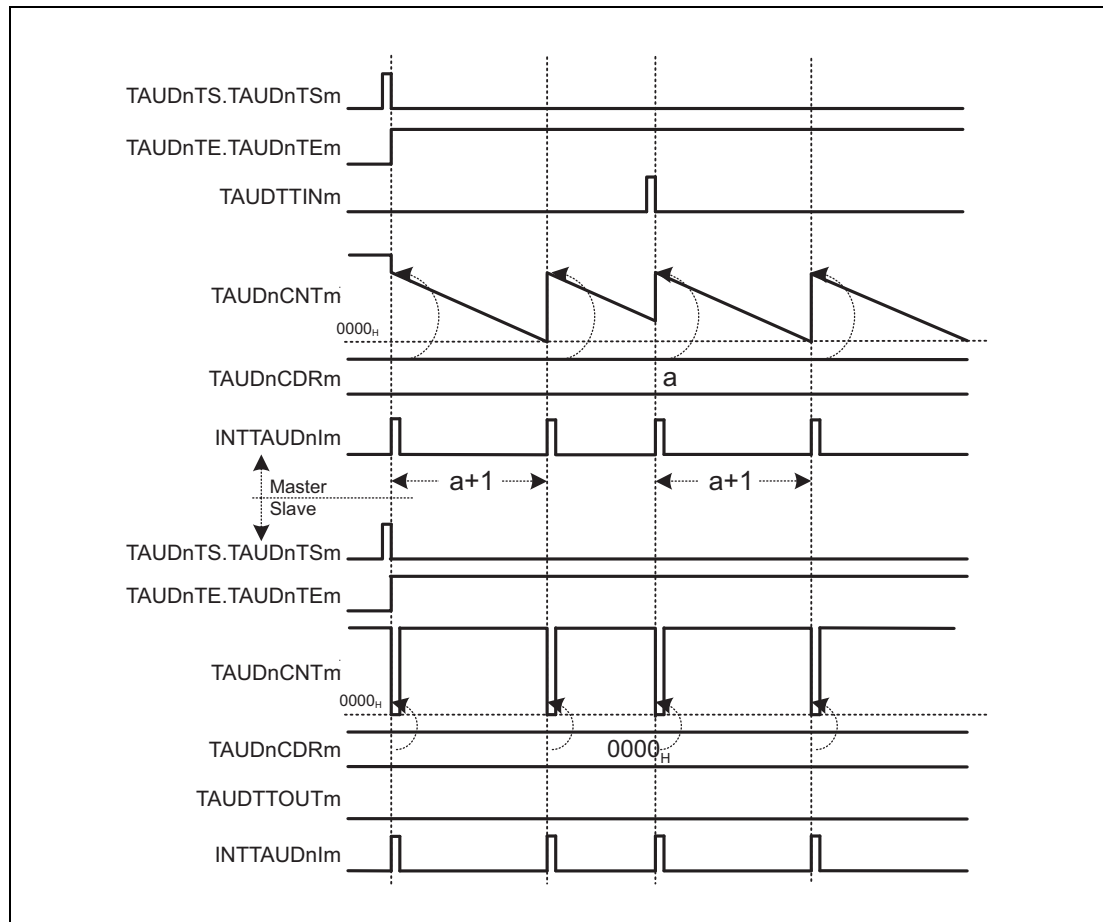 TAUDnTS.TAUDnTSm
TAUDnTE.TAUDnTEm
TAUDTTINm
TAUDnCNTm
0000H
TAUDnCDRm
a
INTTAUDnIm
a+1
a+1
Master
Slave
TAUDnTS.TAUDnTSm
TAUDnTE.TAUDnTEm
TAUDnCNTm
0000H
TAUDnCDRm
0000H
TAUDTTOUTm
INTTAUDnIm